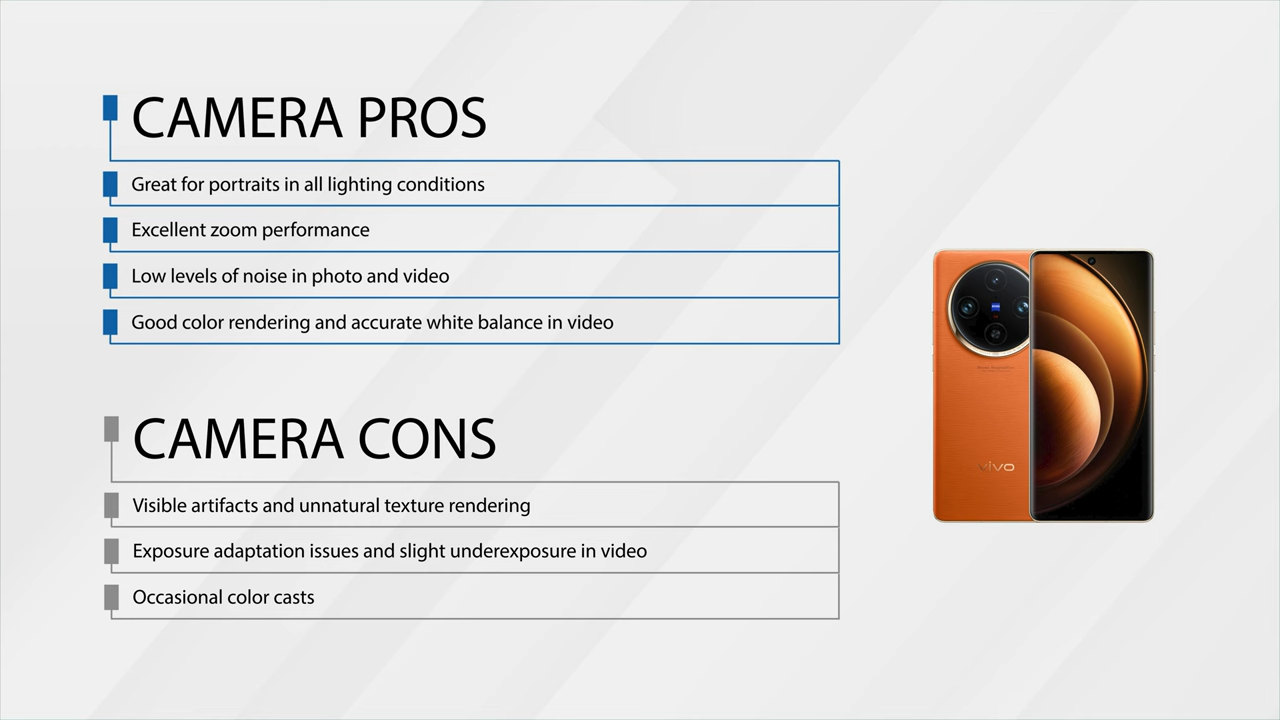 CAMERA PROS
Great for portraits in all lighting conditions
Excellent zoom performance
Low levels of noise in photo and video
Good color rendering and accurate white balance in video
vivo
CAMERA CONS
Visible artifacts and unnatural texture rendering
Exposure adaptation issues and slight underexposure in video
Occasional color casts